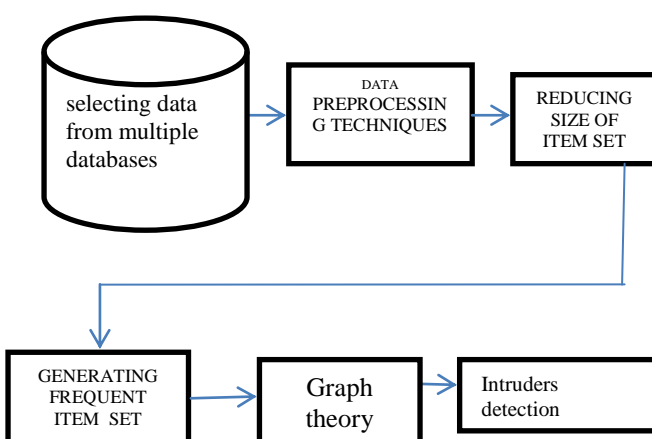 selecting data
from multiple
databases
DATA
PREPROCESSIN
G TECHNIQUES
REDUCING
SIZE OF
ITEM SET
GENERATING
FREQUENT
ITEM SET
Graph
theory
Intruders
detection